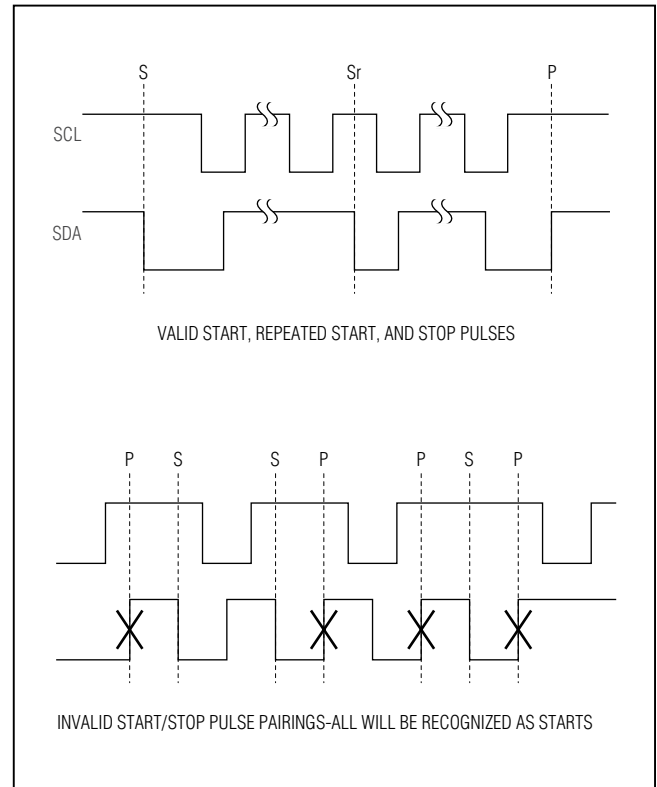 S Sr P
SCL
SDA
VALID START, REPEATED START, AND STOP PULSES
P S S P P S P
INVALID START/STOP PULSE PAIRINGS-ALL WILL BE RECOGNIZED AS STARTS